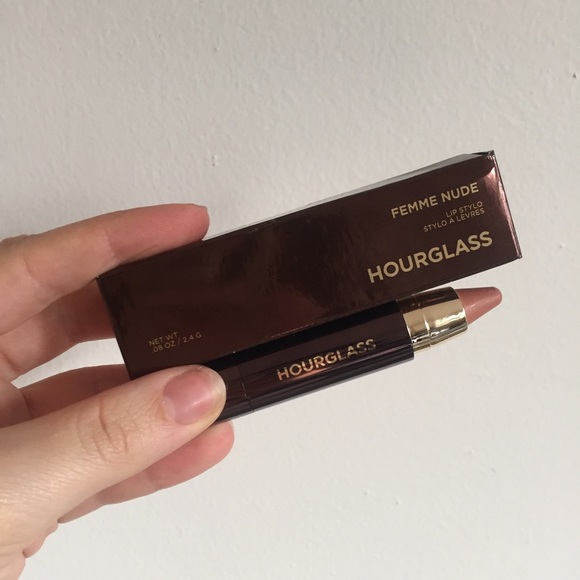 FEMME NUDE
LIP STYLO
STYLO À LÈVRES
HOURGLASS
NET WT
.08 OZ / 2.4 G
HOURGLASS